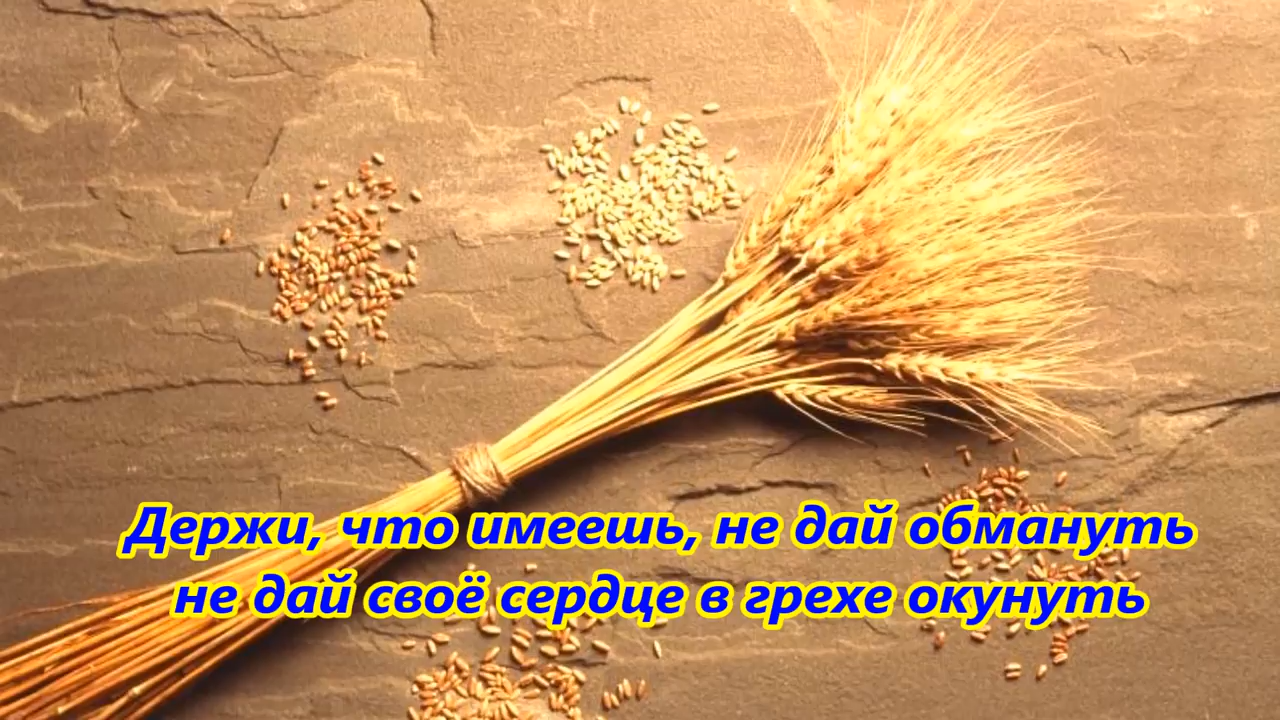 Держи, что имеешь, не дай обмануть
не дай своё сердце в грехе окунуть